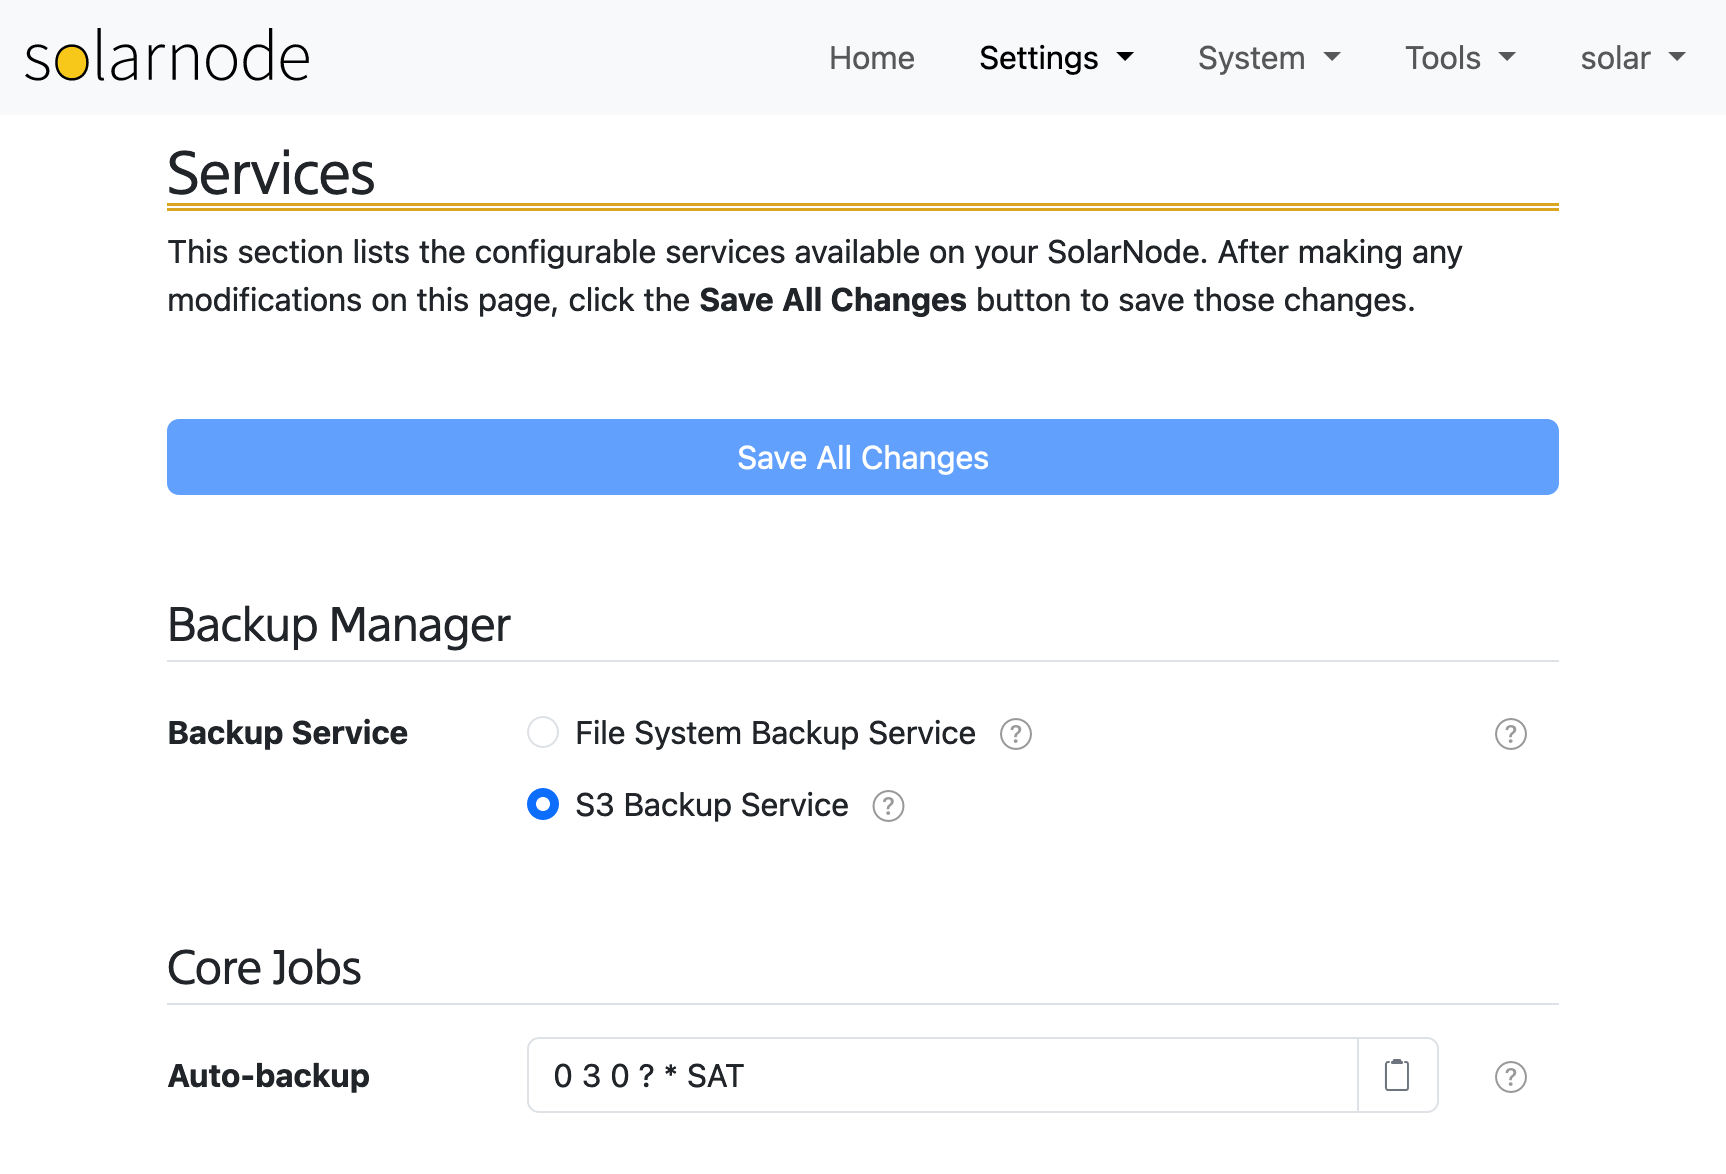 solarnode
Home Settings System Tools solar
Services
This section lists the configurable services available on your SolarNode. After making any
modifications on this page, click the Save All Changes button to save those changes.
Save All Changes
Backup Manager
Backup Service File System Backup Service ? ?
S3 Backup Service ?
Core Jobs
Auto-backup 0 3 0 ? * SAT ?